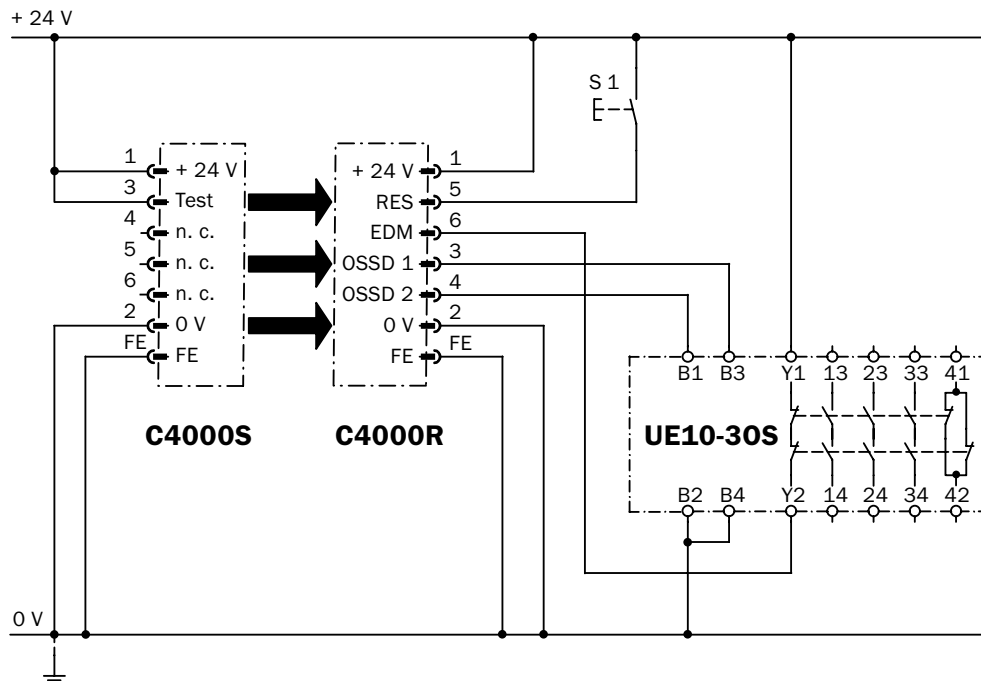 + 24 V
S 1
1 + 24 V
3 Test
4 n. c.
5 n. c.
6 n. c.
2 0 V
FE FE
C4000S
+ 24 V 1
RES 5
EDM 6
OSSD 1 3
OSSD 2 4
0 V 2
FE FE
C4000R
B1 B3 Y1 13 23 33 41
UE10-3OS
B2 B4 Y2 14 24 34 42
0 V